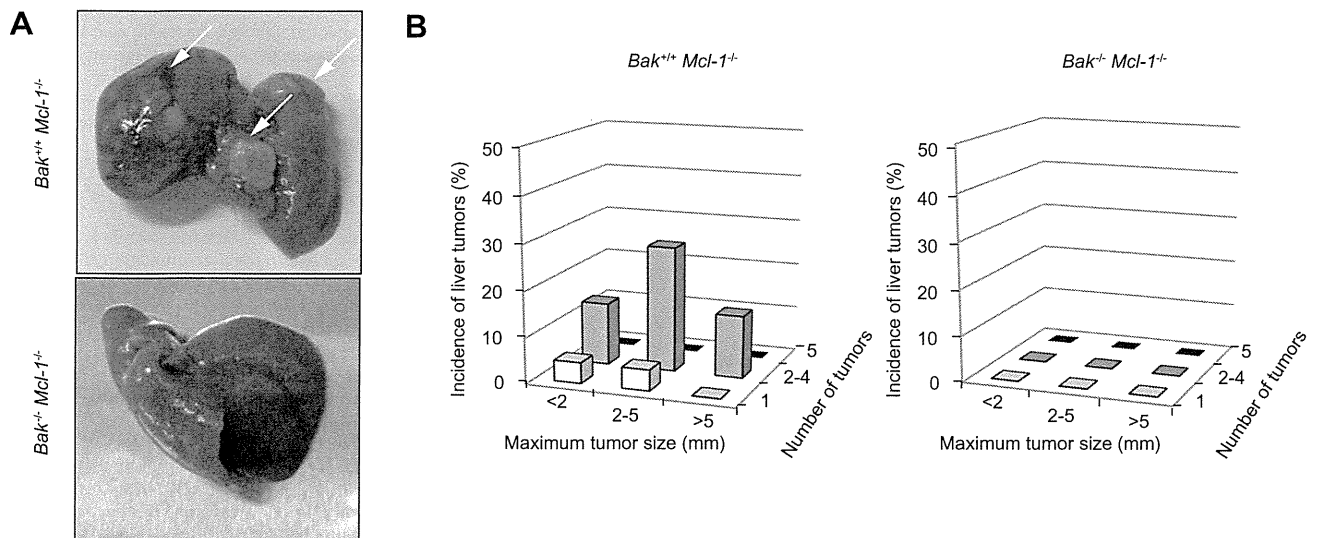 A
Bak+/+ Mcl-1-/-
Bak-/- Mcl-1-/-
B
Bak+/+ Mcl-1-/-
Incidence of liver tumors (%)
50
40
30
20
10
0
<2
2-5
>5
Maximum tumor size (mm)
1
2-4
5
Number of tumors
Bak-/- Mcl-1-/-
Incidence of liver tumors (%)
50
40
30
20
10
0
<2
2-5
>5
Maximum tumor size (mm)
1
2-4
5
Number of tumors